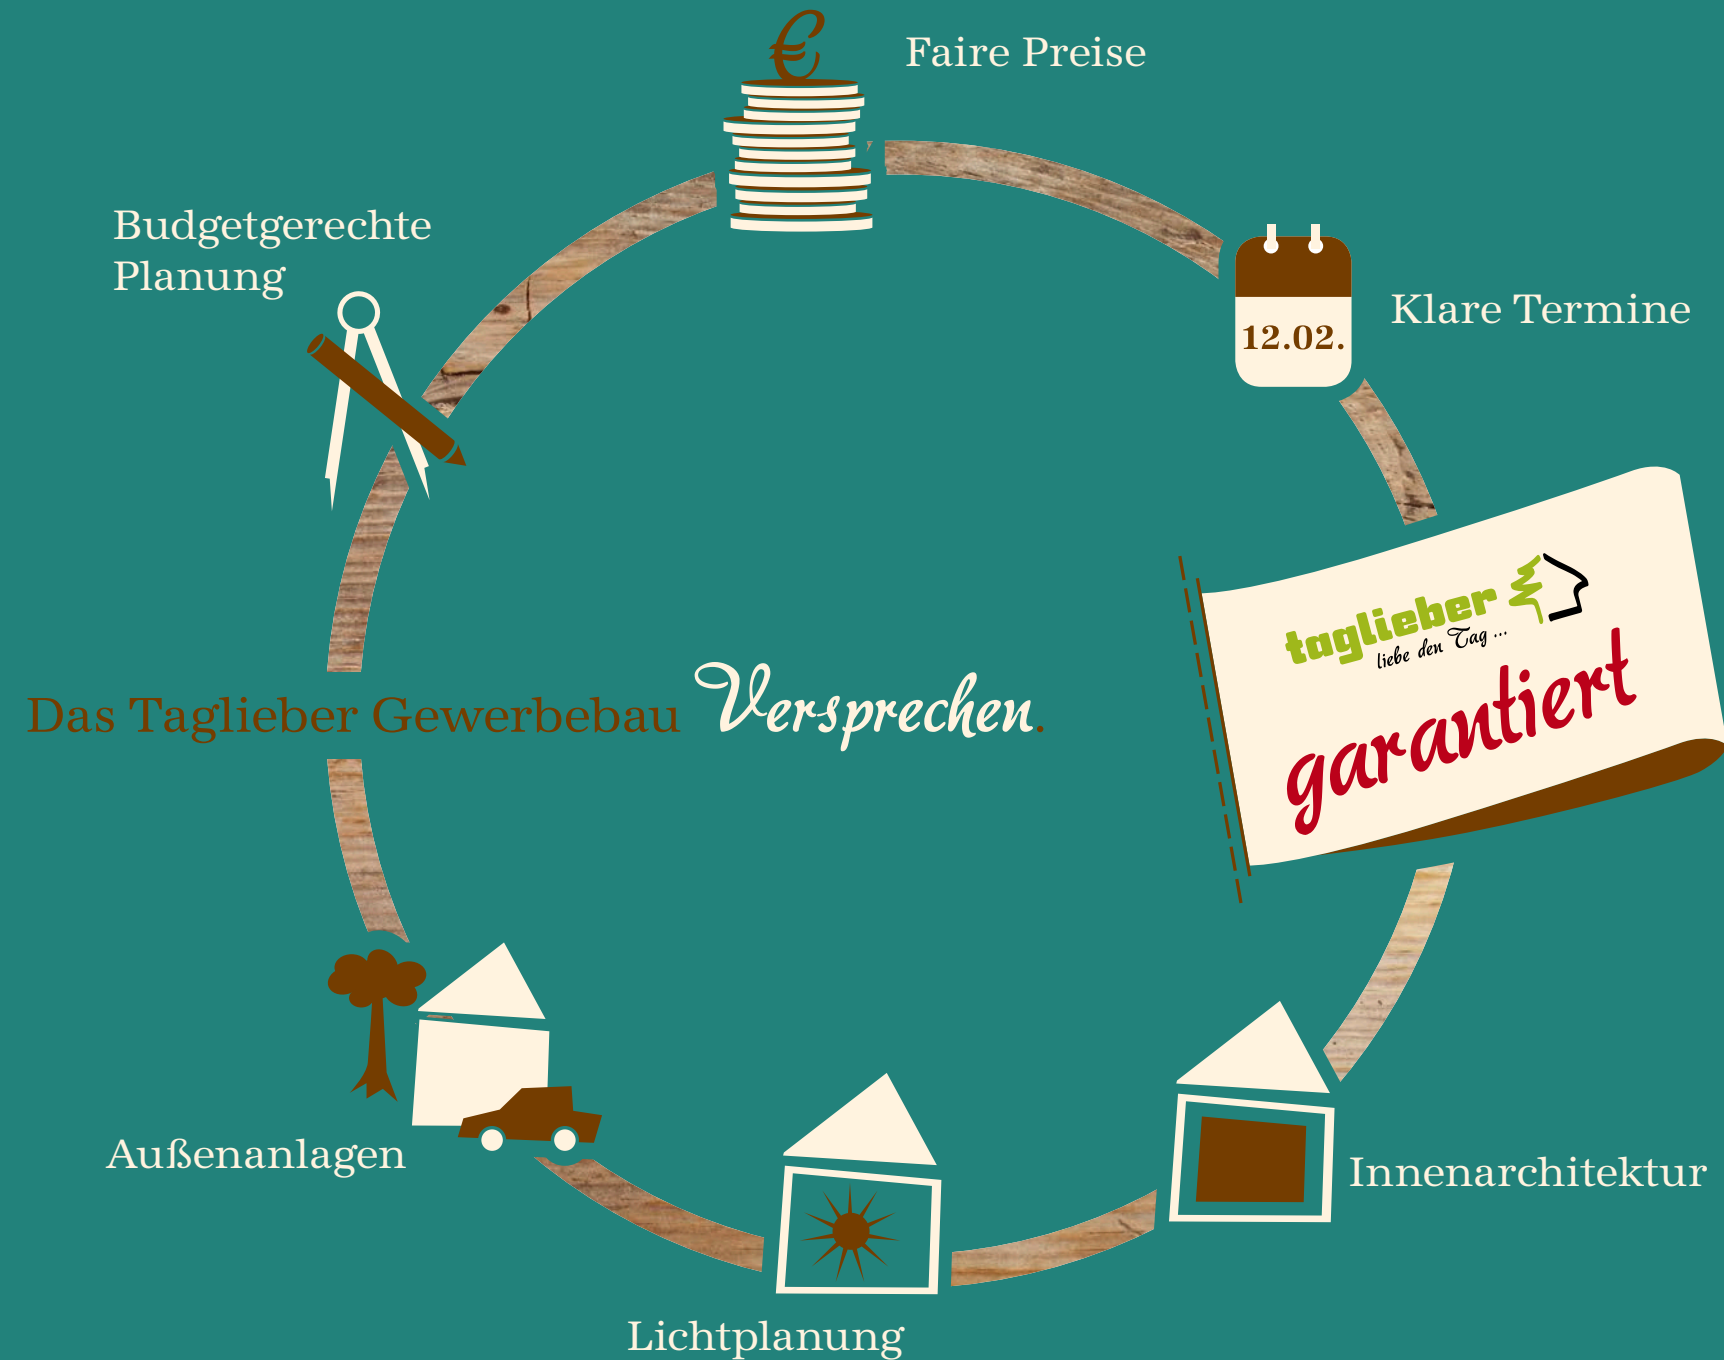 €
Faire Preise
Budgetgerechte
Planung
Klare Termine
12.02.
taglieber
liebe den Tag ...
garantiert
Das Taglieber Gewerbebau Versprechen.
Außenanlagen
Innenarchitektur
Lichtplanung